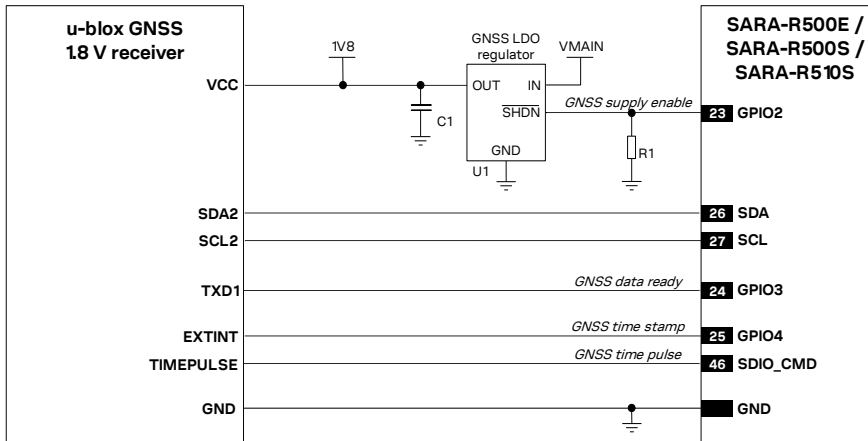 u-blox GNSS
1.8 V receiver
SARA-R500E /
SARA-R500S /
SARA-R510S
GNSS LDO
regulator
1V8
VMAIN
VCC
OUT
IN
SHDN
GND
C1
U1
R1
GNSS supply enable
23 GPIO2
SDA2
26 SDA
SCL2
27 SCL
TXD1
GNSS data ready
24 GPIO3
EXTINT
GNSS time stamp
25 GPIO4
TIMEPULSE
GNSS time pulse
46 SDIO_CMD
GND
GND